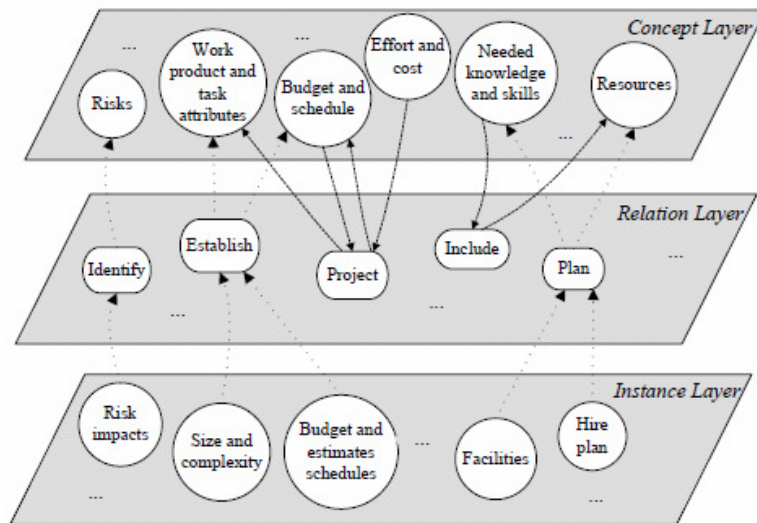 Concept Layer
...
Work
product and
task
attributes
...
Budget and
schedule
Effort and
cost
Needed
knowledge
and skills
...
Resources
Risks
Relation Layer
Identify
...
Establish
Project
...
Include
Plan
...
Instance Layer
Risk
impacts
...
Size and
complexity
Budget and
estimates
schedules
...
Facilities
Hire
plan
...